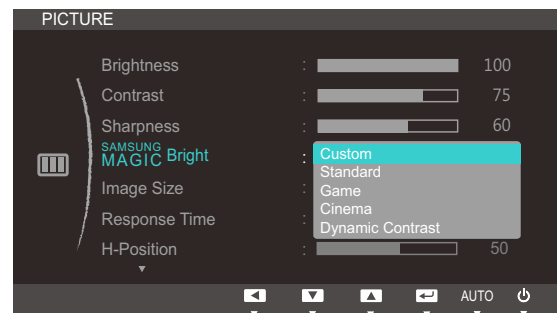 PICTURE
Brightness : 100
Contrast : 75
Sharpness : 60
SAMSUNG
MAGIC Bright : Custom
Standard
Game
Cinema
Dynamic Contrast
Image Size :
Response Time :
H-Position : 50
AUTO